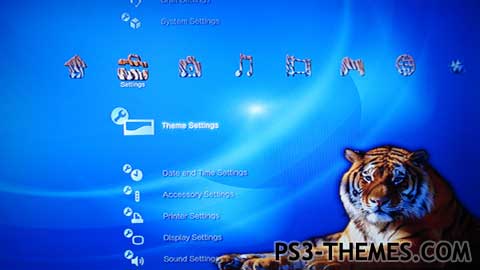 System Settings
Settings
Theme Settings
Date and Time Settings
Accessory Settings
Printer Settings
Display Settings
Sound Settings
PS3-THEMES.COM